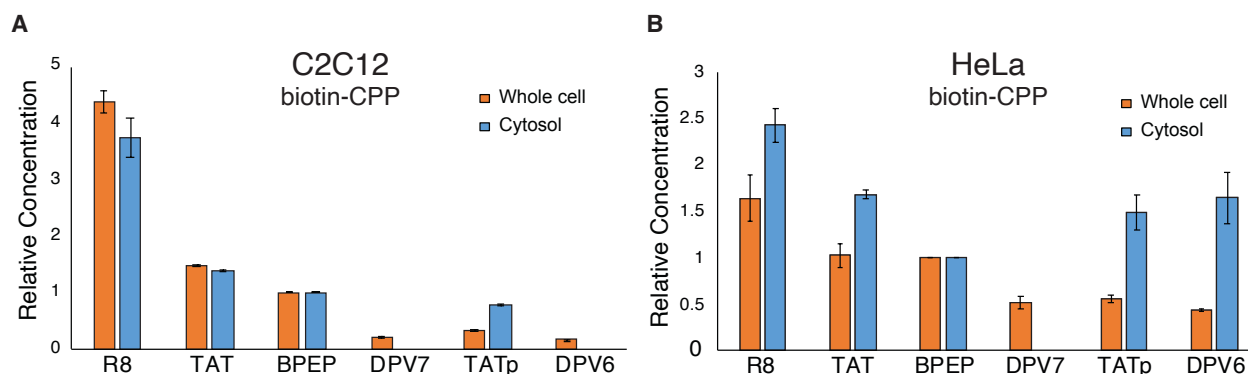 A
C2C12
biotin-CPP
Whole cell
Cytosol
Relative Concentration
5
4
3
2
1
0
R8 TAT BPEP DPV7 TATp DPV6
B
HeLa
biotin-CPP
Whole cell
Cytosol
Relative Concentration
3
2.5
2
1.5
1
0.5
0
R8 TAT BPEP DPV7 TATp DPV6